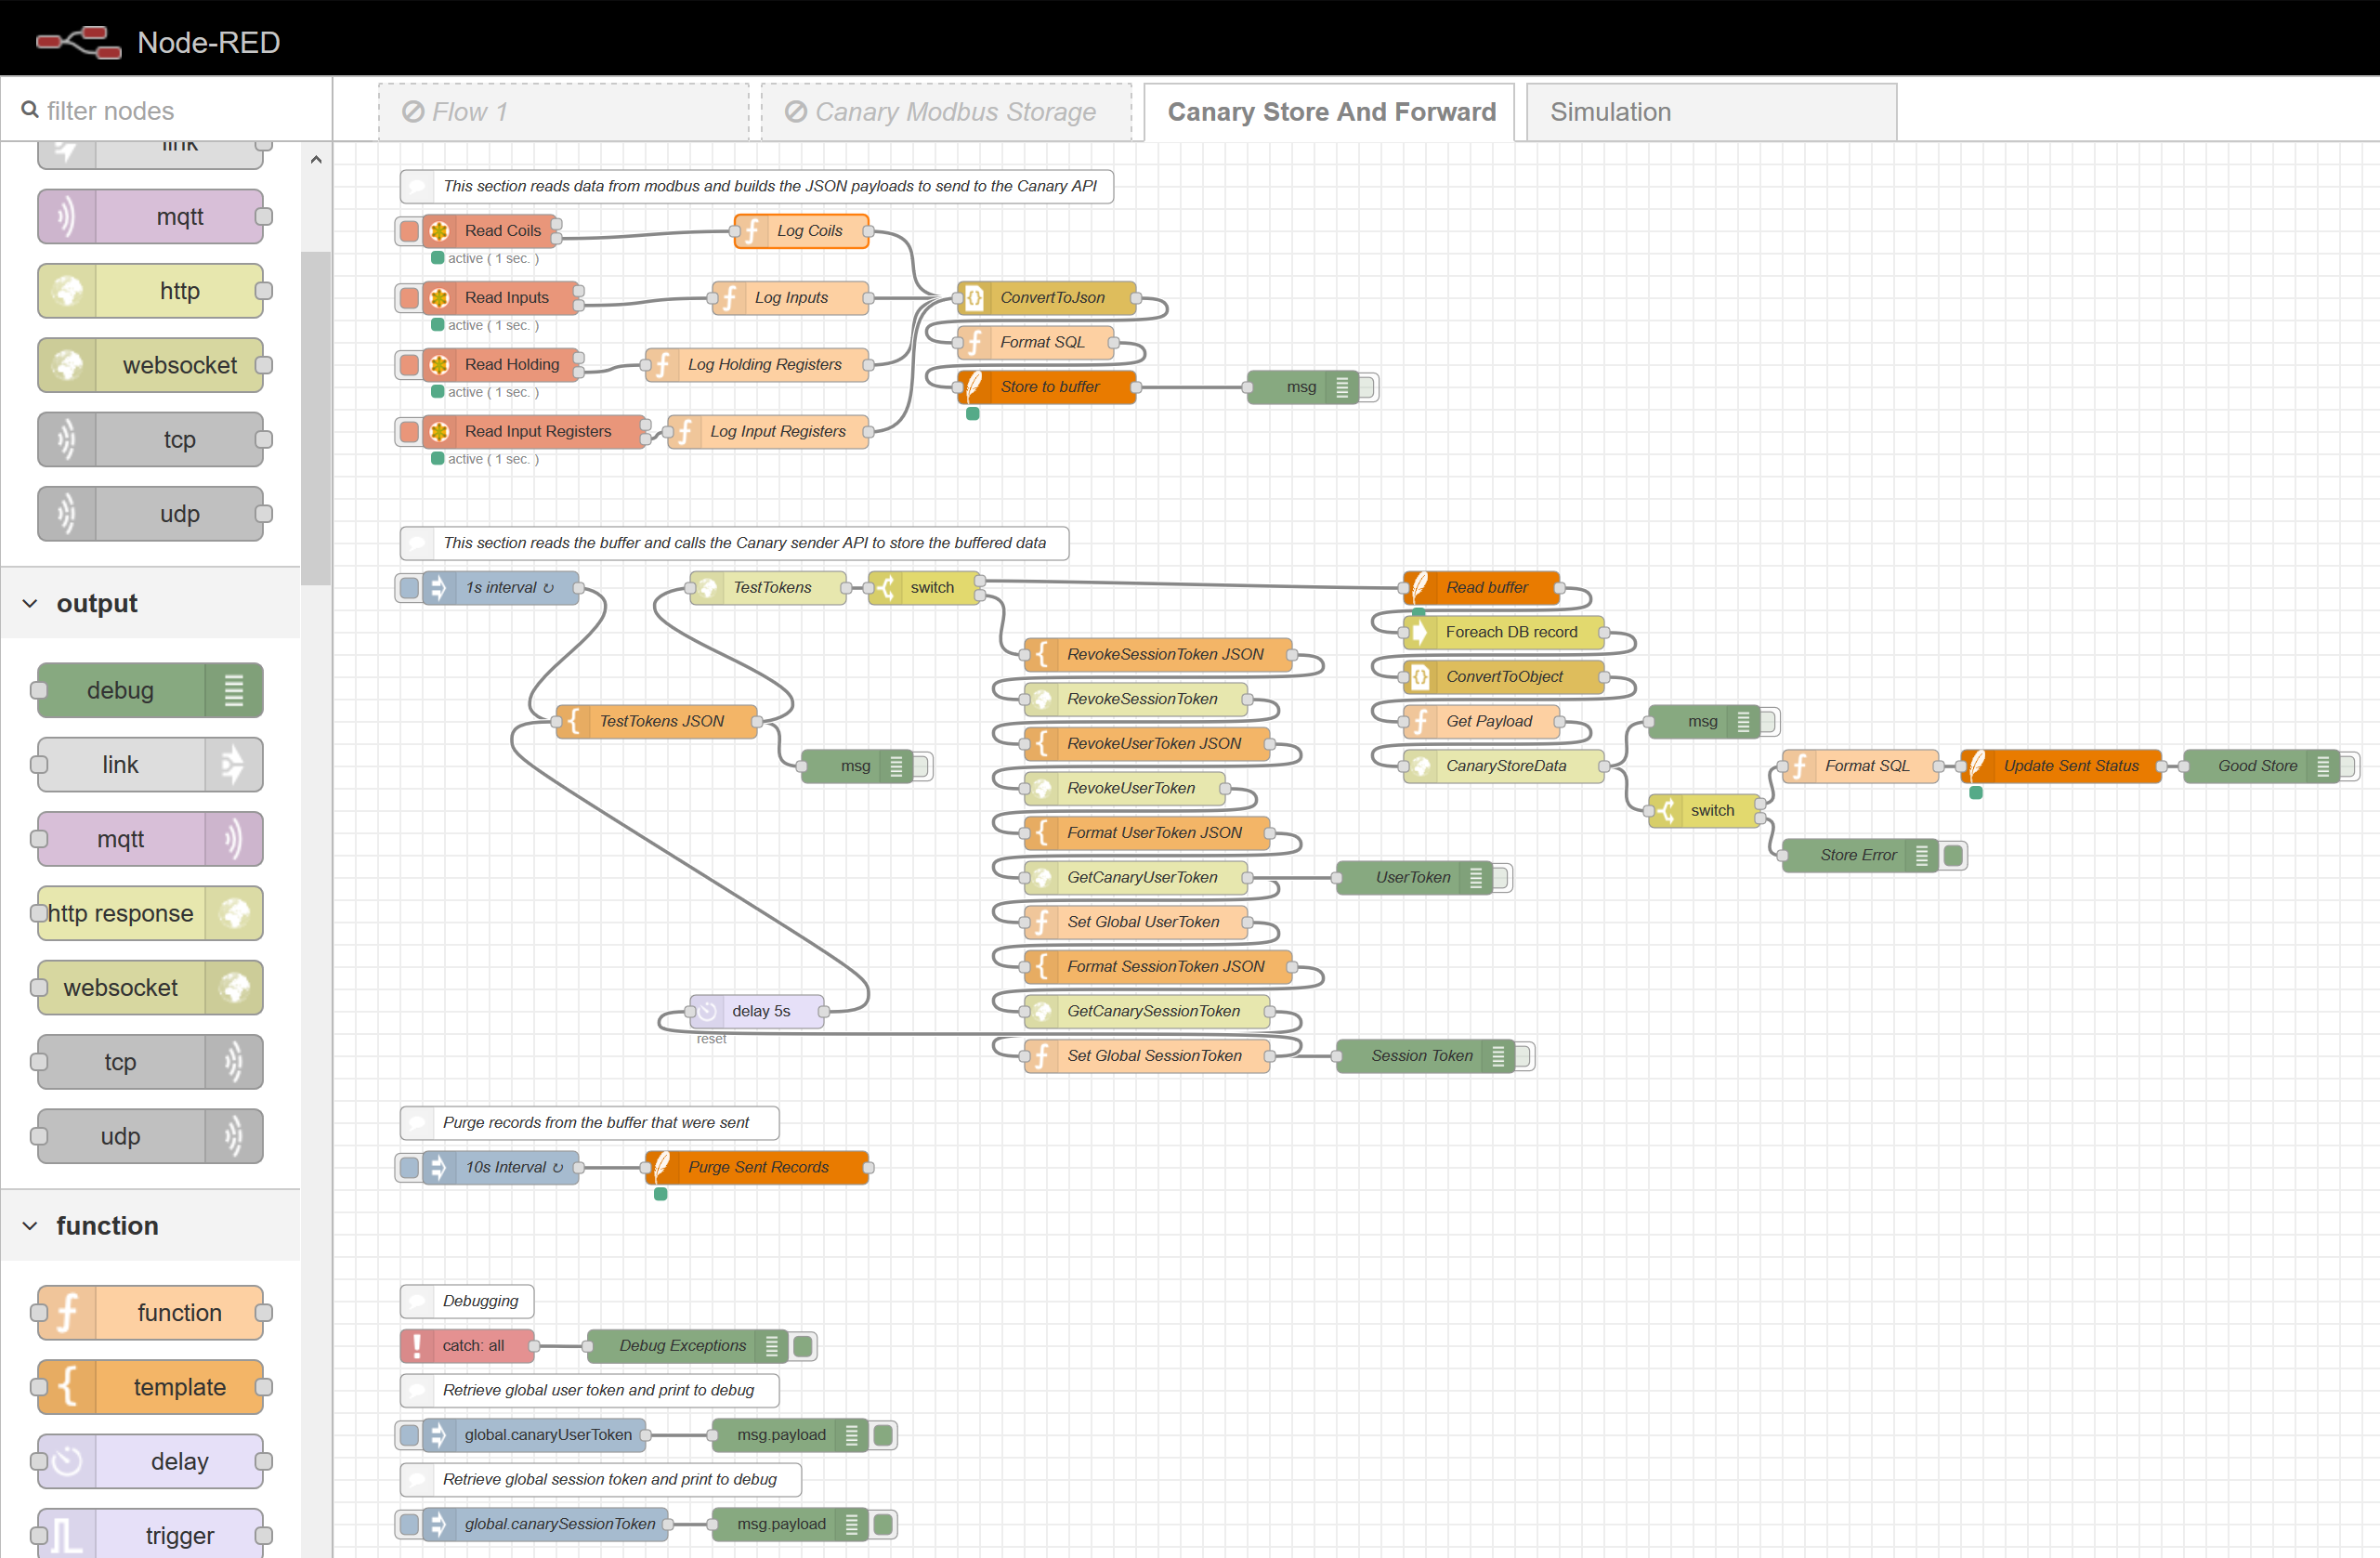 Node-RED
filter nodes
Flow 1
Canary Modbus Storage
Canary Store And Forward
Simulation
link
mqtt
http
websocket
tcp
udp
output
debug
link
mqtt
http response
websocket
tcp
udp
function
function
template
delay
trigger
This section reads data from modbus and builds the JSON payloads to send to the Canary API
Read Coils
Log Coils
active ( 1 sec. )
Read Inputs
Log Inputs
ConvertToJson
active ( 1 sec. )
Format SQL
Read Holding
Log Holding Registers
Store to buffer
msg
active ( 1 sec. )
Read Input Registers
Log Input Registers
active ( 1 sec. )
This section reads the buffer and calls the Canary sender API to store the buffered data
1s interval ↻
TestTokens
switch
Read buffer
Foreach DB record
RevokeSessionToken JSON
ConvertToObject
RevokeSessionToken
TestTokens JSON
Get Payload
msg
RevokeUserToken JSON
msg
CanaryStoreData
Format SQL
Update Sent Status
Good Store
RevokeUserToken
switch
Format UserToken JSON
Store Error
GetCanaryUserToken
UserToken
Set Global UserToken
Format SessionToken JSON
delay 5s
GetCanarySessionToken
reset
Set Global SessionToken
Session Token
Purge records from the buffer that were sent
10s Interval ↻
Purge Sent Records
Debugging
catch: all
Debug Exceptions
Retrieve global user token and print to debug
global.canaryUserToken
msg.payload
Retrieve global session token and print to debug
global.canarySessionToken
msg.payload